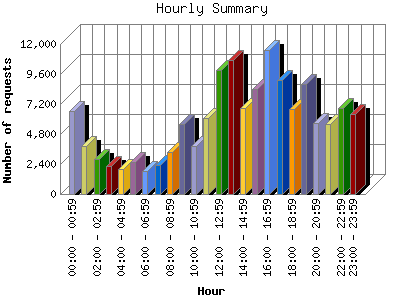 Hourly Summary
Number of requests
12,000
9,600
7,200
4,800
2,400
0
00:00 - 00:59
02:00 - 02:59
04:00 - 04:59
06:00 - 06:59
08:00 - 08:59
10:00 - 10:59
12:00 - 12:59
14:00 - 14:59
16:00 - 16:59
18:00 - 18:59
20:00 - 20:59
22:00 - 22:59
23:00 - 23:59
Hour